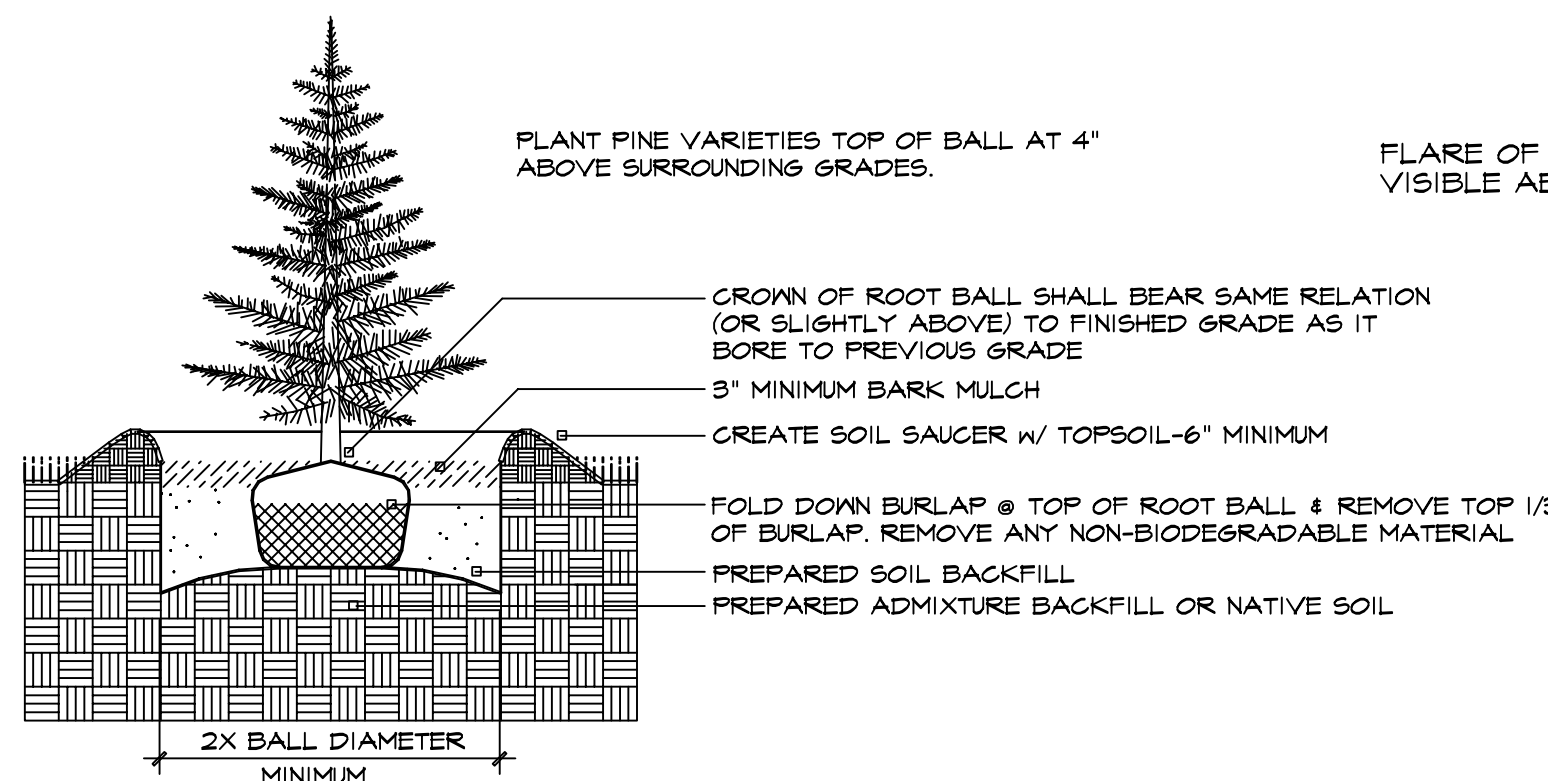 PLANT PINE VARIETIES TOP OF BALL AT 4"
ABOVE SURROUNDING GRADES.
FLARE OF
VISIBLE
CROWN OF ROOT BALL SHALL BEAR SAME RELATION
(OR SLIGHTLY ABOVE) TO FINISHED GRADE AS IT
BORE TO PREVIOUS GRADE
3" MINIMUM BARK MULCH
CREATE SOIL SAUCER W/ TOPSOIL-6" MINIMUM
FOLD DOWN BURLAP @ TOP OF ROOT BALL & REMOVE TOP 1/3
OF BURLAP. REMOVE ANY NON-BIODEGRADABLE MATERIAL
PREPARED SOIL BACKFILL
PREPARED ADMIXTURE BACKFILL OR NATIVE SOIL
2X BALL DIAMETER
MINIMUM